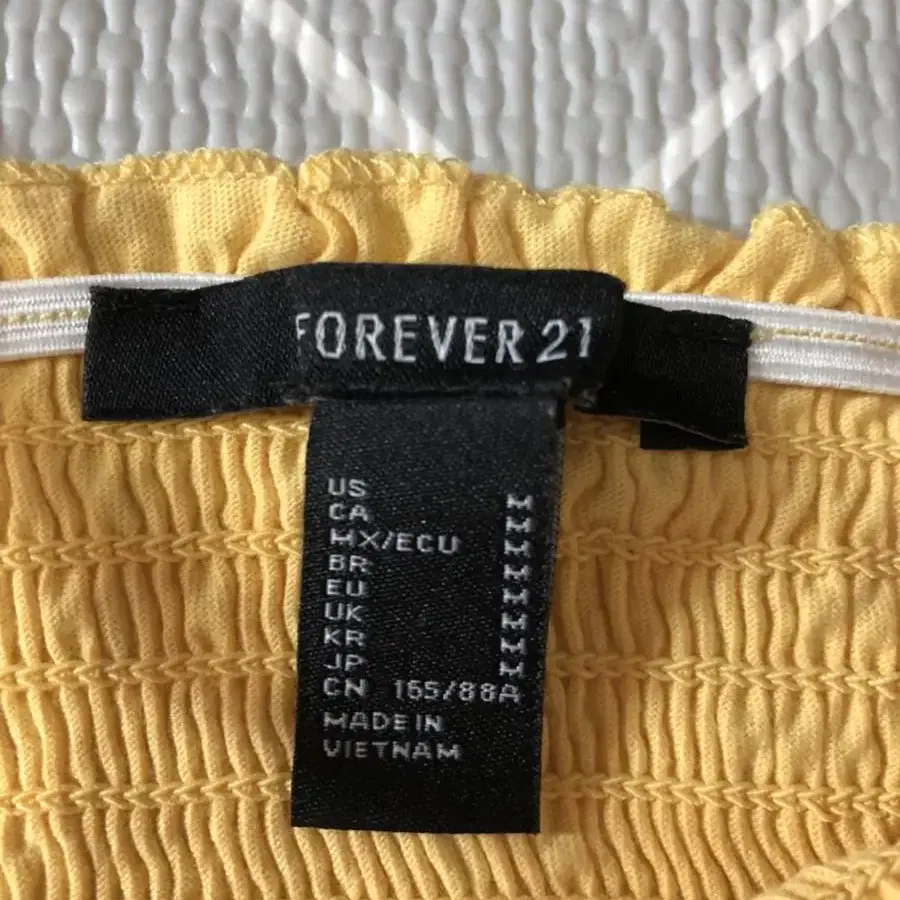 FOREVER 21
US M
CA M
MX/ECU M
BR M
EU M
UK M
KR M
JP M
CN 165/88A
MADE IN
VIETNAM